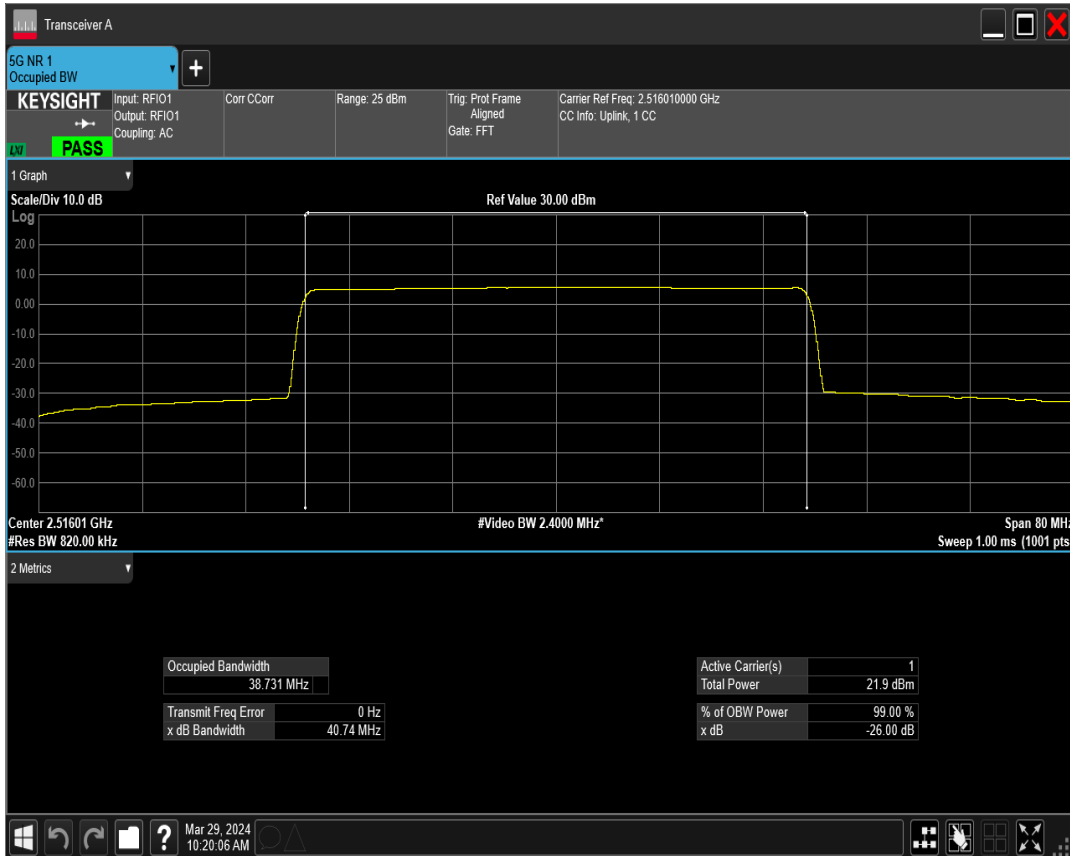 Transceiver A
5G NR 1
Occupied BW
KEYSIGHT
LXI
PASS
Input: RFIO1
Output: RFIO1
Coupling: AC
Corr CCorr
Range: 25 dBm
Trig: Prot Frame
Aligned
Gate: FFT
Carrier Ref Freq: 2.516010000 GHz
CC Info: Uplink, 1 CC
1 Graph
Scale/Div 10.0 dB
Ref Value 30.00 dBm
Log
20.0
10.0
0.00
-10.0
-20.0
-30.0
-40.0
-50.0
-60.0
Center 2.51601 GHz
#Video BW 2.4000 MHz*
Span 80 MHz
#Res BW 820.00 kHz
Sweep 1.00 ms (1001 pts
2 Metrics
Occupied Bandwidth
38.731 MHz
Transmit Freq Error 0 Hz
x dB Bandwidth 40.74 MHz
Active Carrier(s) 1
Total Power 21.9 dBm
% of OBW Power 99.00 %
x dB -26.00 dB
?
Mar 29, 2024
10:20:06 AM